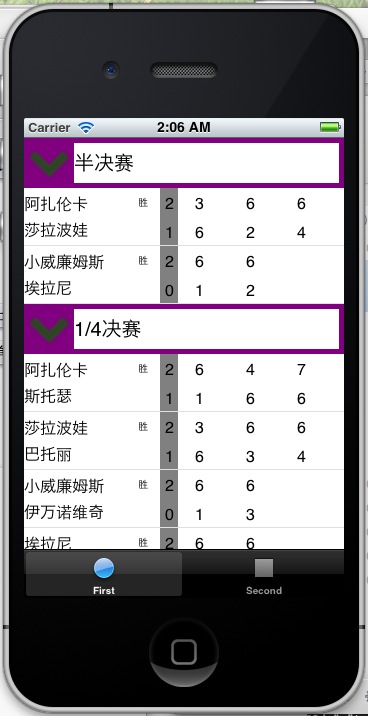 Carrier 2:06 AM
半决赛
阿扎伦卡 胜 2 3 6 6
莎拉波娃 1 6 2 4
小威廉姆斯 胜 2 6 6
埃拉尼 0 1 2
1/4决赛
阿扎伦卡 胜 2 6 4 7
斯托瑟 1 1 6 6
莎拉波娃 胜 2 3 6 6
巴托丽 1 6 3 4
小威廉姆斯 胜 2 6 6
伊万诺维奇 0 1 3
埃拉尼 胜 2 6 6
First Second